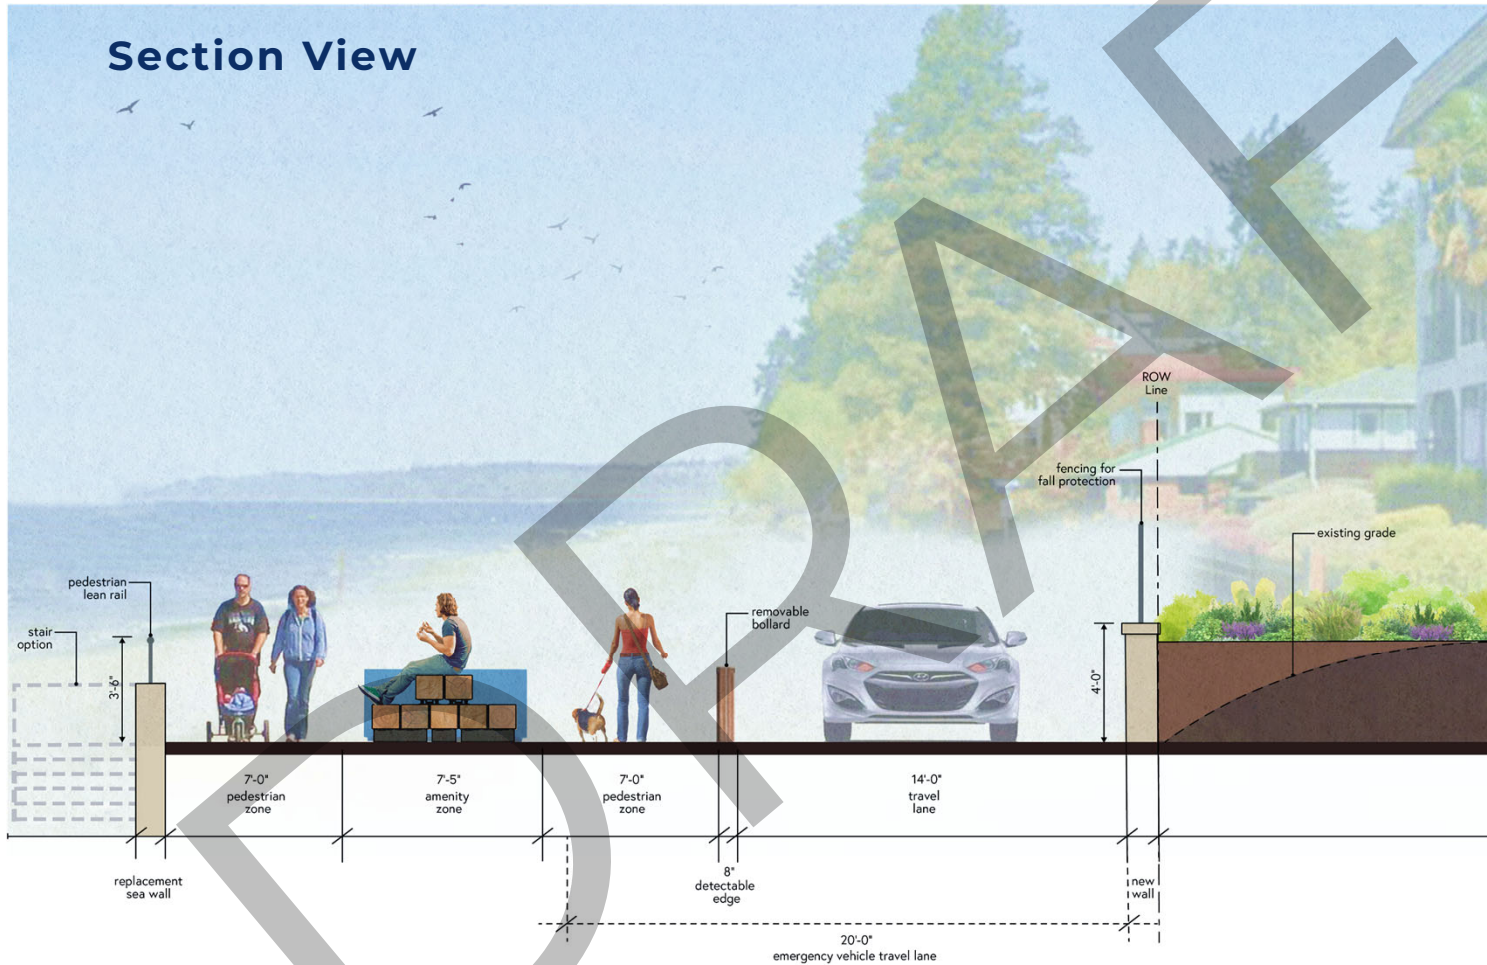 Section View
ROW
Line
fencing for
fall protection
existing grade
pedestrian
lean rail
removable
bollard
stair
option
3'-6"
4'-0"
7'-0"
pedestrian
zone
7'-5"
amenity
zone
7'-0"
pedestrian
zone
14'-0"
travel
lane
replacement
sea wall
8"
detectable
edge
new
wall
20'-0"
emergency vehicle travel lane
DRAF